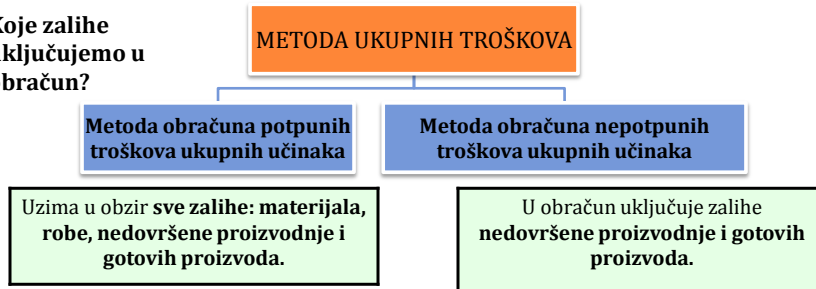 Koje zalihe
uključujemo u
obračun?
METODA UKUPNIH TROŠKOVA
Metoda obračuna potpunih
troškova ukupnih učinaka
Metoda obračuna nepotpunih
troškova ukupnih učinaka
Uzima u obzir sve zalihe: materijala,
robe, nedovršene proizvodnje i
gotovih proizvoda.
U obračun uključuje zalihe
nedovršene proizvodnje i gotovih
proizvoda.